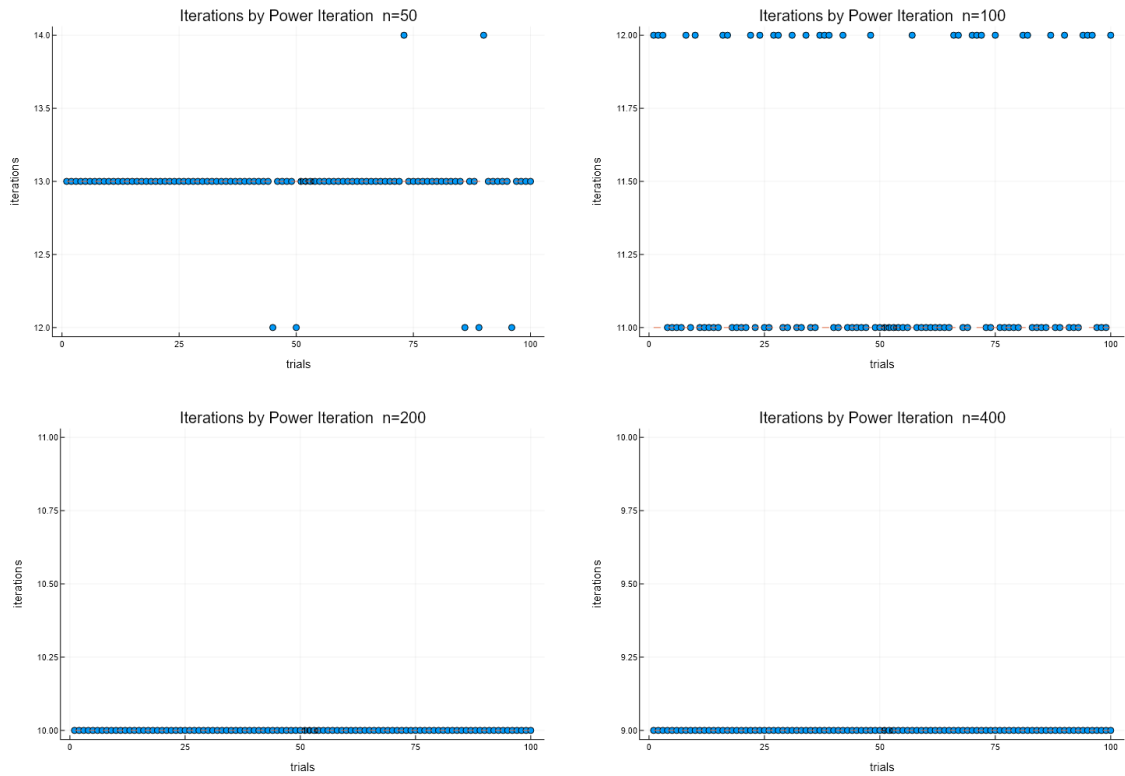 Iterations by Power Iteration  n=50
14.0
13.5
13.0
12.5
12.0
iterations
0 25 50 75 100
trials
Iterations by Power Iteration  n=100
12.00
11.75
11.50
11.25
11.00
iterations
0 25 50 75 100
trials
Iterations by Power Iteration  n=200
11.00
10.75
10.50
10.25
10.00
iterations
0 25 50 75 100
trials
Iterations by Power Iteration  n=400
10.00
9.75
9.50
9.25
9.00
iterations
0 25 50 75 100
trials